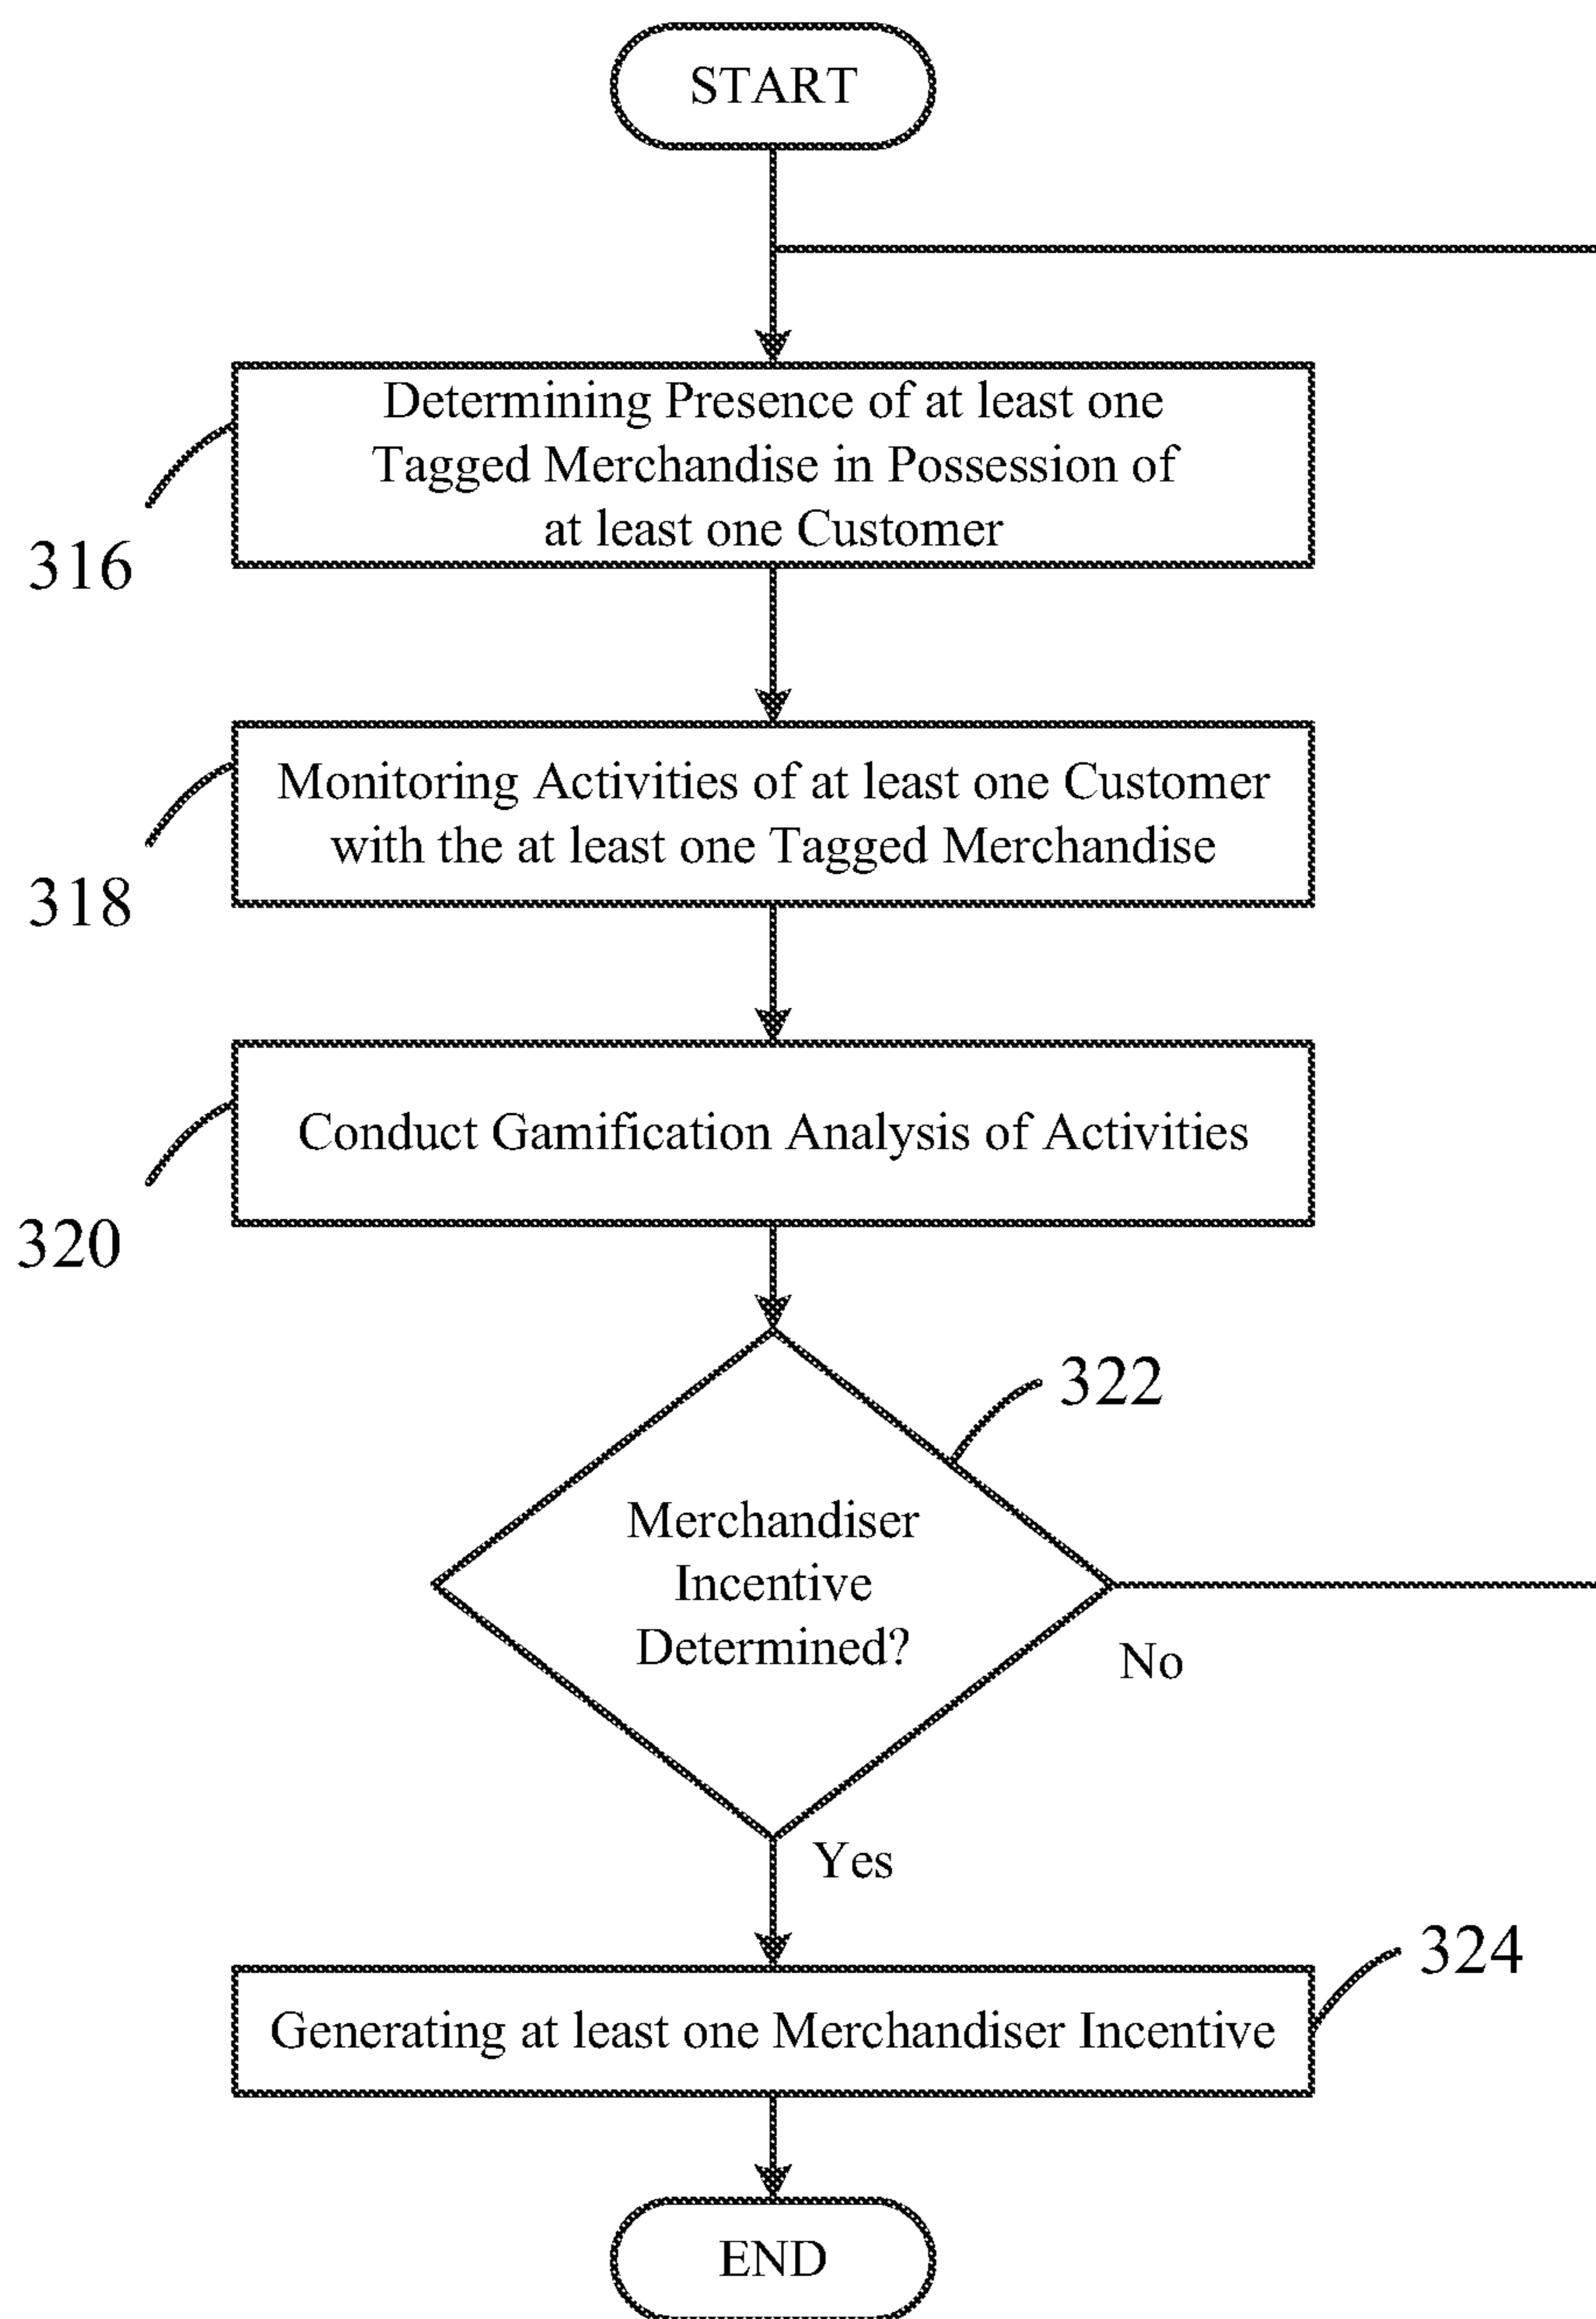 START
Determining Presence of at least one
Tagged Merchandise in Possession of
at least one Customer
316
Monitoring Activities of at least one Customer
with the at least one Tagged Merchandise
318
Conduct Gamification Analysis of Activities
320
322
Merchandiser
Incentive
Determined?
No
Yes
324
Generating at least one Merchandiser Incentive
END